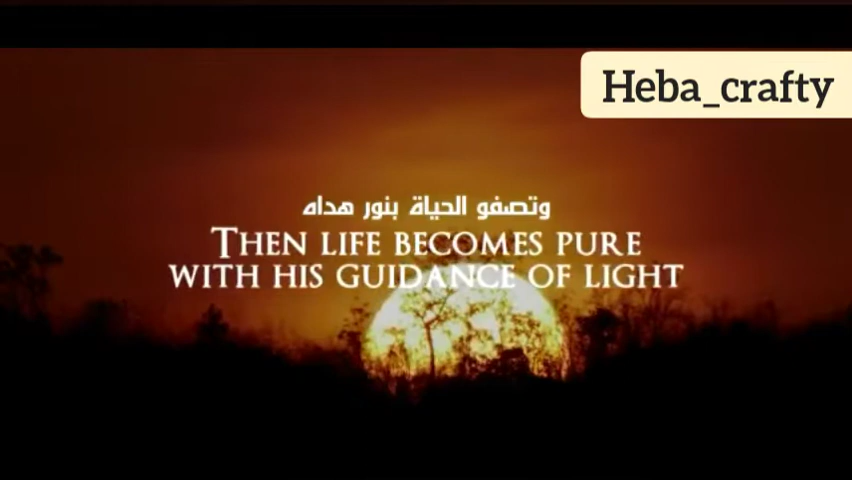 Heba_crafty
وتصفو الحياة بنور هداه
THEN LIFE BECOMES PURE
WITH HIS GUIDANCE OF LIGHT